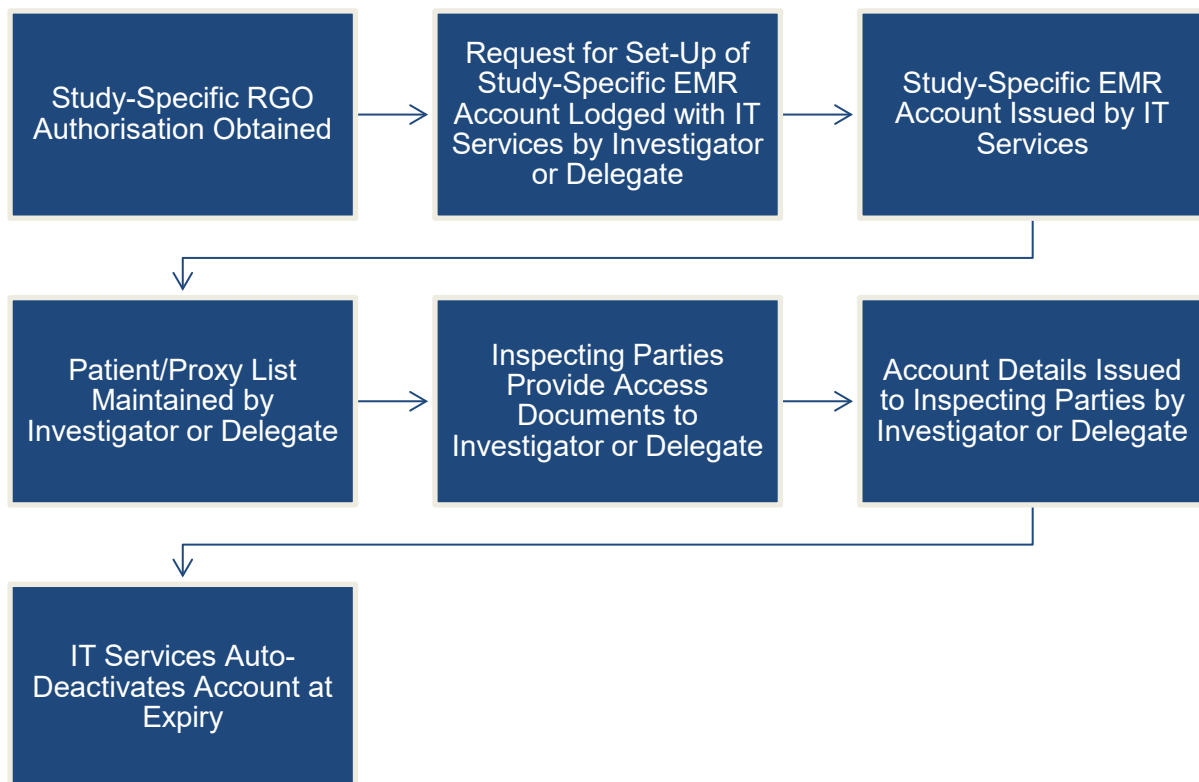 Study-Specific RGO
Authorisation Obtained
Request for Set-Up of
Study-Specific EMR
Account Lodged with IT
Services by Investigator
or Delegate
Study-Specific EMR
Account Issued by IT
Services
Patient/Proxy List
Maintained by
Investigator or Delegate
Inspecting Parties
Provide Access
Documents to
Investigator or Delegate
Account Details Issued
to Inspecting Parties by
Investigator or Delegate
IT Services Auto-
Deactivates Account at
Expiry